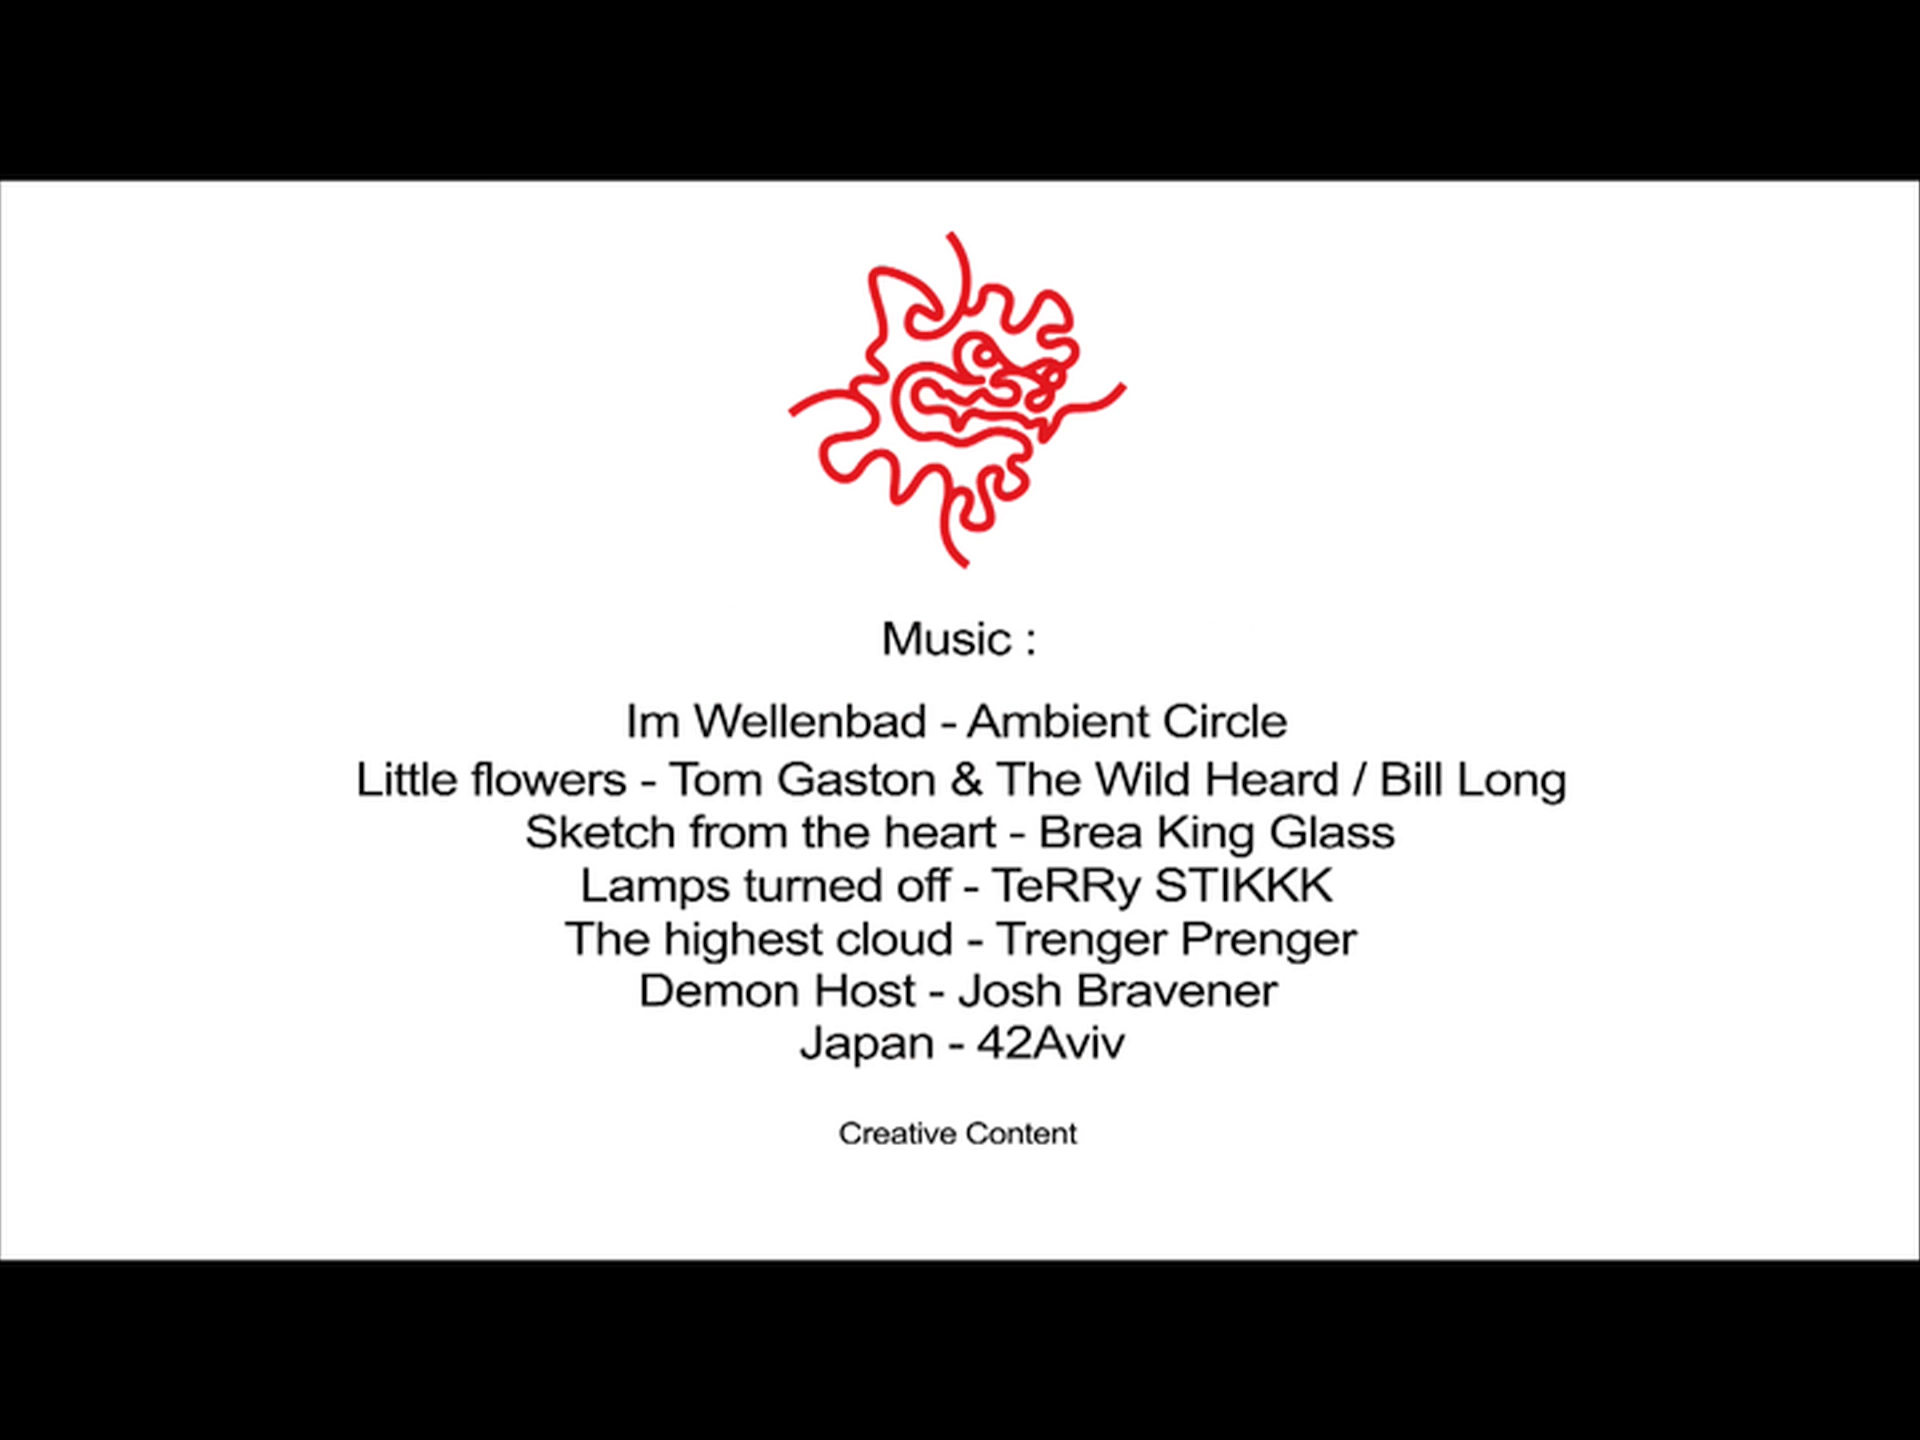 Music :
Im Wellenbad - Ambient Circle
Little flowers - Tom Gaston & The Wild Heard / Bill Long
Sketch from the heart - Brea King Glass
Lamps turned off - TeRRy STIKKK
The highest cloud - Trenger Prenger
Demon Host - Josh Bravener
Japan - 42Aviv
Creative Content